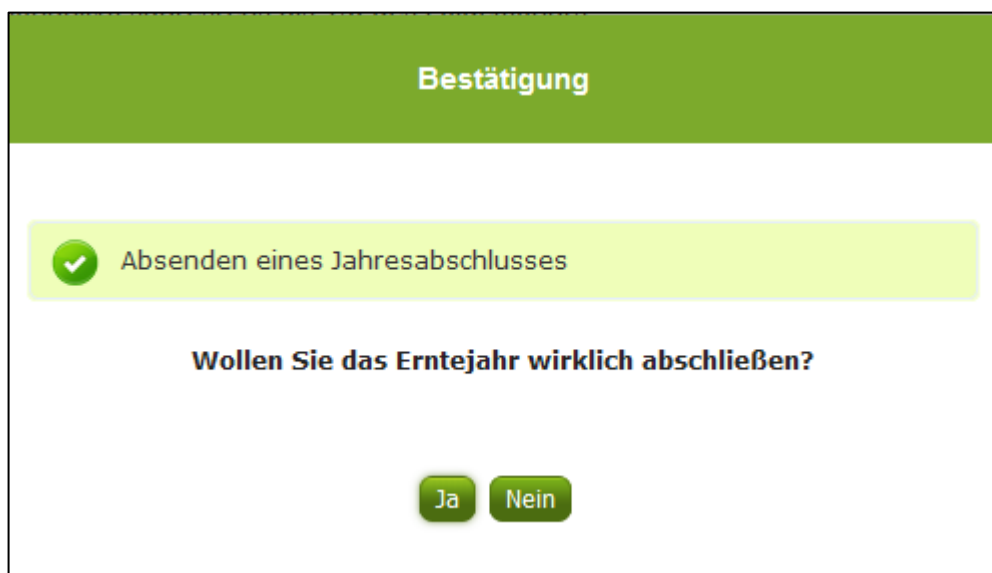 Bestätigung
Absenden eines Jahresabschlusses
Wollen Sie das Erntejahr wirklich abschließen?
Ja Nein